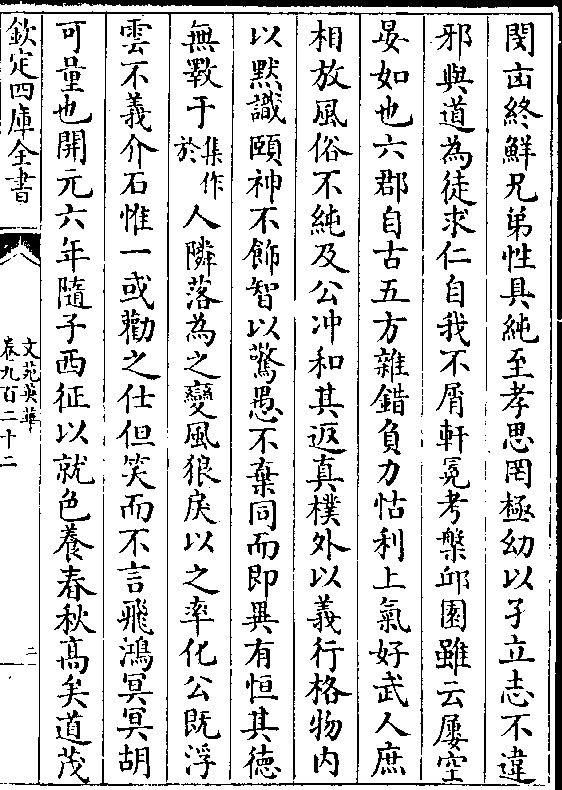 閔凶終鮮兄弟性具純至孝思罔極幼以孑立志不違
邪與道為徒求仁自我不屑軒冕考槃邱園雖云屢空
晏如也六郡自古五方雜錯負力怙利上氣好武人庶
相放風俗不純及公沖和其返真樸外以義行格物内
以黙識頤神不飾智以驚愚不棄同而即異有恒其徳
無斁于集作於人隣落為之變風狼戾以之率化公既浮
雲不義介石惟一或勸之仕但笑而不言飛鴻冥冥胡
可量也開元六年隨子西征以就色養春秋髙矣道茂
欽定四庫全書
文苑英華
卷九百二十二
二